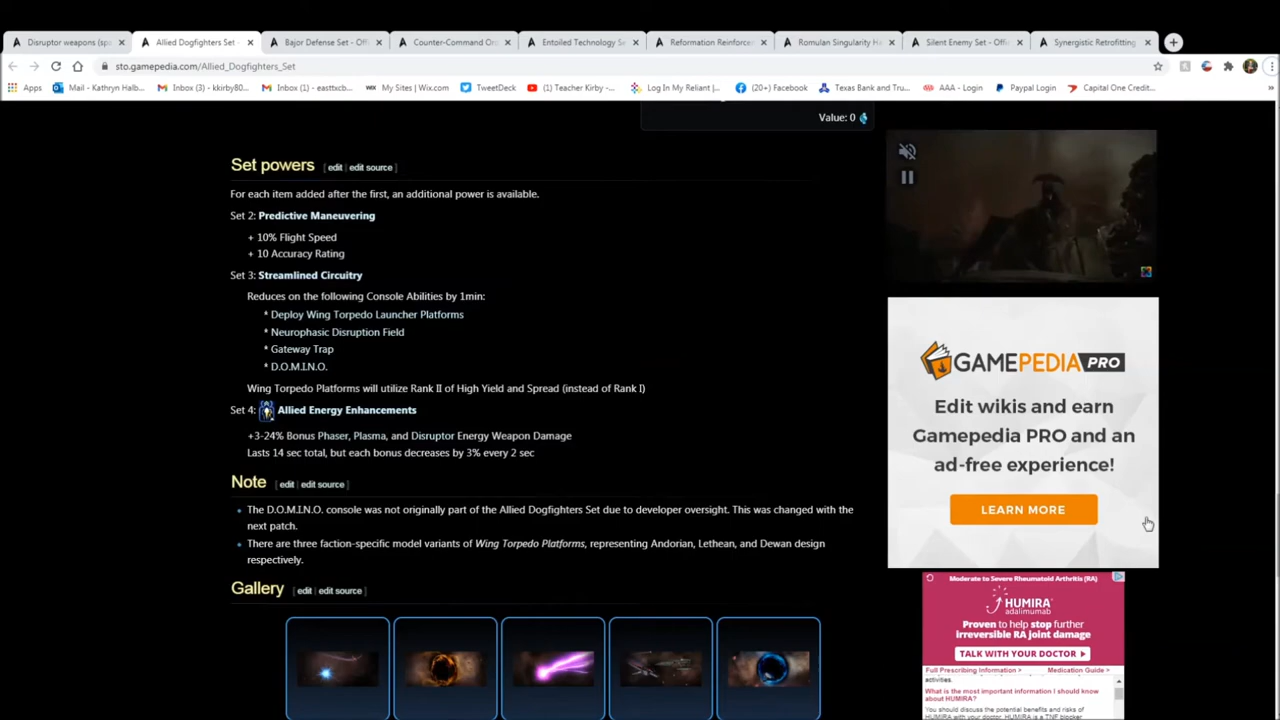 Disruptor weapons (spa
Allied Dogfighters Set -
Bajor Defense Set - Offi
Counter-Command Ord
Entoiled Technology Se
Reformation Reinforce
Romulan Singularity Ha
Silent Enemy Set - Offic
Synergistic Retrofitting
sto.gamepedia.com/Allied_Dogfighters_Set
Apps
Mail - Kathryn Halb...
Inbox (3) - kkirby80...
Inbox (1) - easttxcb...
My Sites | Wix.com
TweetDeck
(1) Teacher Kirby -...
Log In My Reliant |...
(20+) Facebook
Texas Bank and Tru...
AAA - Login
Paypal Login
Capital One Credit...
Value: 0
Set powers [ edit | edit source ]
For each item added after the first, an additional power is available.
Set 2: Predictive Maneuvering
+ 10% Flight Speed
+ 10 Accuracy Rating
Set 3: Streamlined Circuitry
Reduces on the following Console Abilities by 1min:
* Deploy Wing Torpedo Launcher Platforms
* Neurophasic Disruption Field
* Gateway Trap
* D.O.M.I.N.O.
Wing Torpedo Platforms will utilize Rank II of High Yield and Spread (instead of Rank I)
Set 4: Allied Energy Enhancements
+3-24% Bonus Phaser, Plasma, and Disruptor Energy Weapon Damage
Lasts 14 sec total, but each bonus decreases by 3% every 2 sec
Note [ edit | edit source ]
The D.O.M.I.N.O. console was not originally part of the Allied Dogfighters Set due to developer oversight. This was changed with the
next patch.
There are three faction-specific model variants of Wing Torpedo Platforms, representing Andorian, Lethean, and Dewan design
respectively.
Gallery [ edit | edit source ]
GAMEPEDIA PRO
Edit wikis and earn
Gamepedia PRO and an
ad-free experience!
LEARN MORE
Moderate to Severe Rheumatoid Arthritis (RA)
HUMIRA
adalimumab
Proven to help stop further
irreversible RA joint damage
TALK WITH YOUR DOCTOR
Full Prescribing Information >
Medication Guide >
activities.
What is the most important information I should know
about HUMIRA?
You should discuss the potential benefits and risks of
HUMIRA with your doctor. HUMIRA is a TNF blocker